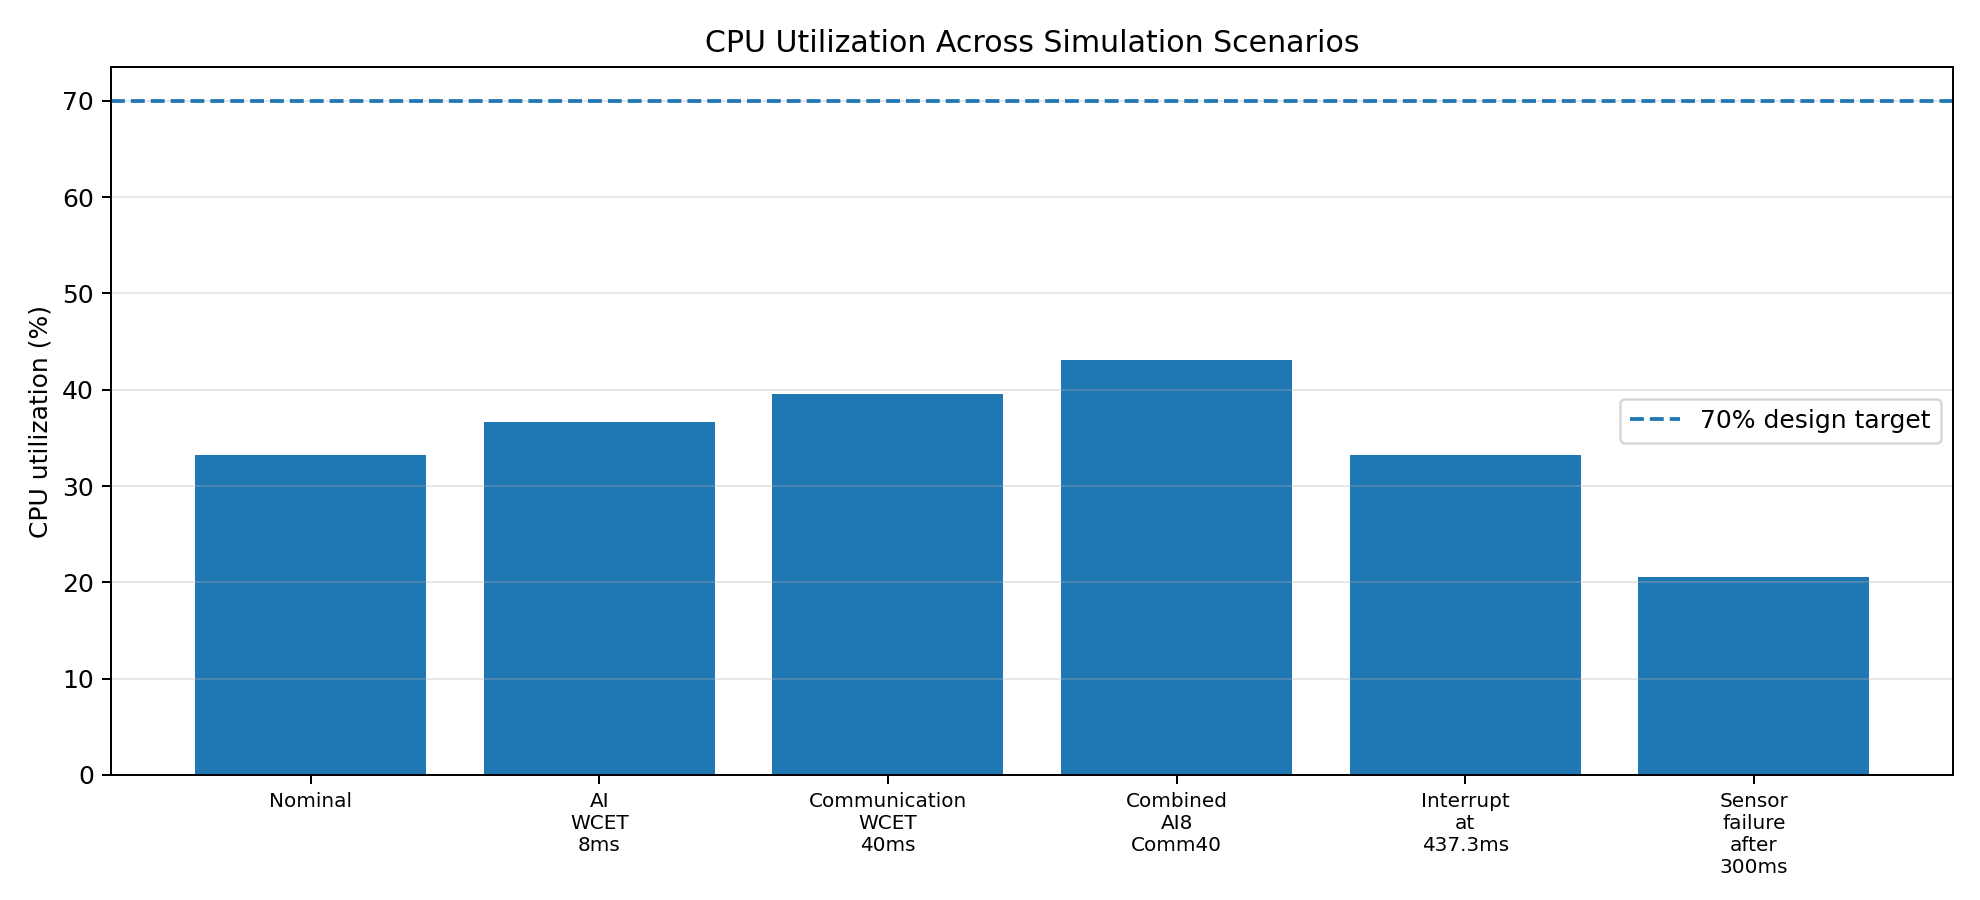 CPU Utilization Across Simulation Scenarios
CPU utilization (%)
70
60
50
40
30
20
10
0
70% design target
Nominal
AI
WCET
8ms
Communication
WCET
40ms
Combined
AI8
Comm40
Interrupt
at
437.3ms
Sensor
failure
after
300ms